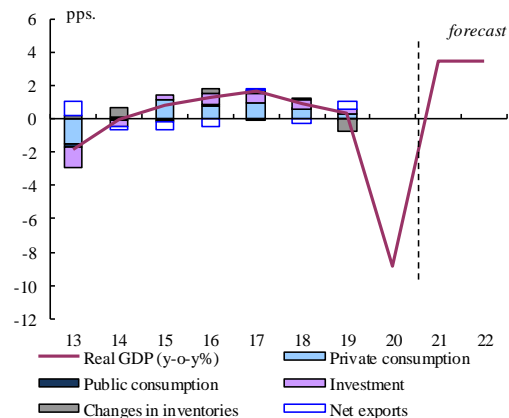 pps.
forecast
6
4
2
0
-2
-4
-6
-8
-10
-12
13 14 15 16 17 18 19 20 21 22
Real GDP (y-o-y%) Private consumption
Public consumption Investment
Changes in inventories Net exports